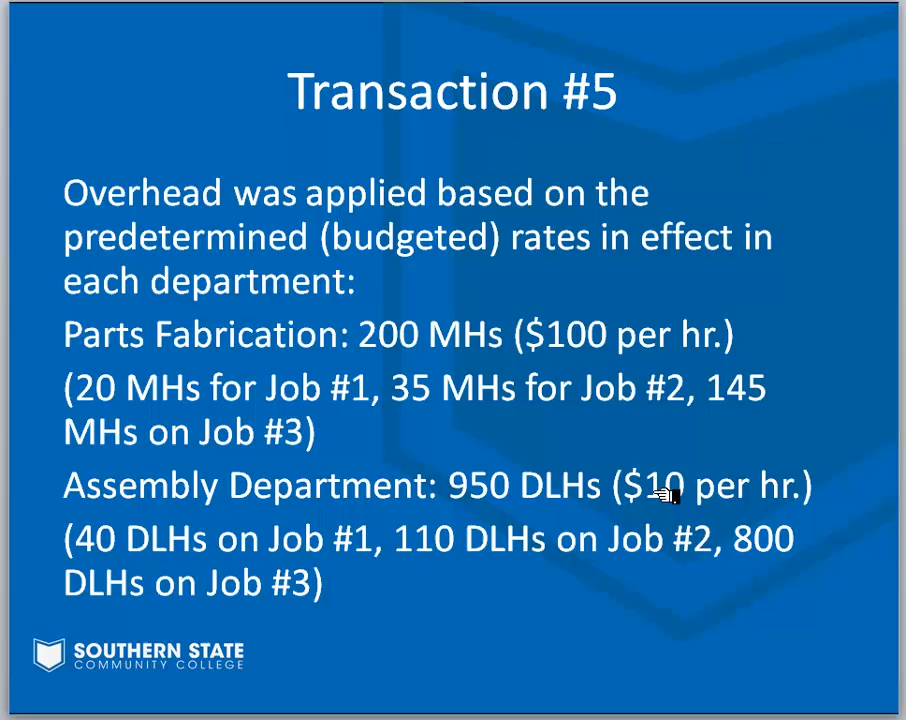 Transaction #5
Overhead was applied based on the
predetermined (budgeted) rates in effect in
each department:
Parts Fabrication: 200 MHs ($100 per hr.)
(20 MHs for Job #1, 35 MHs for Job #2, 145
MHs on Job #3)
Assembly Department: 950 DLHs ($10 per hr.)
(40 DLHs on Job #1, 110 DLHs on Job #2, 800
DLHs on Job #3)
SOUTHERN STATE
COMMUNITY COLLEGE